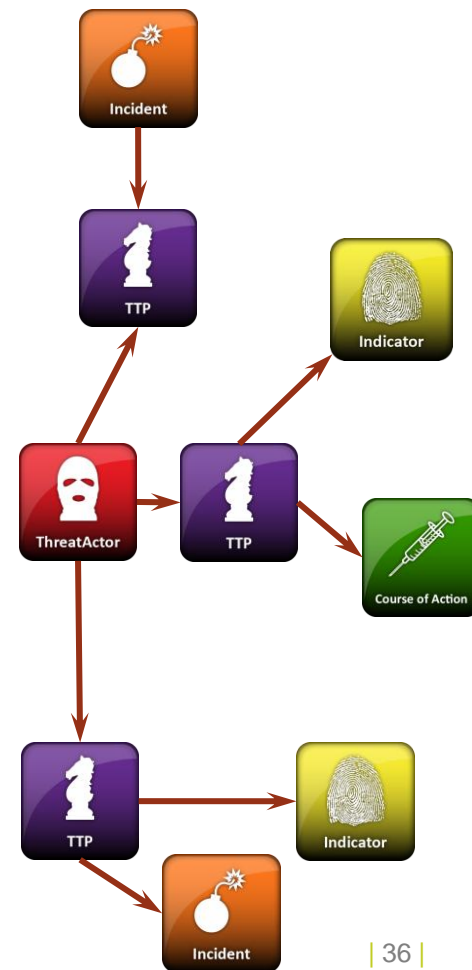 Incident
TTP
Indicator
ThreatActor
TTP
Course of Action
TTP
Indicator
Incident
| 36 |